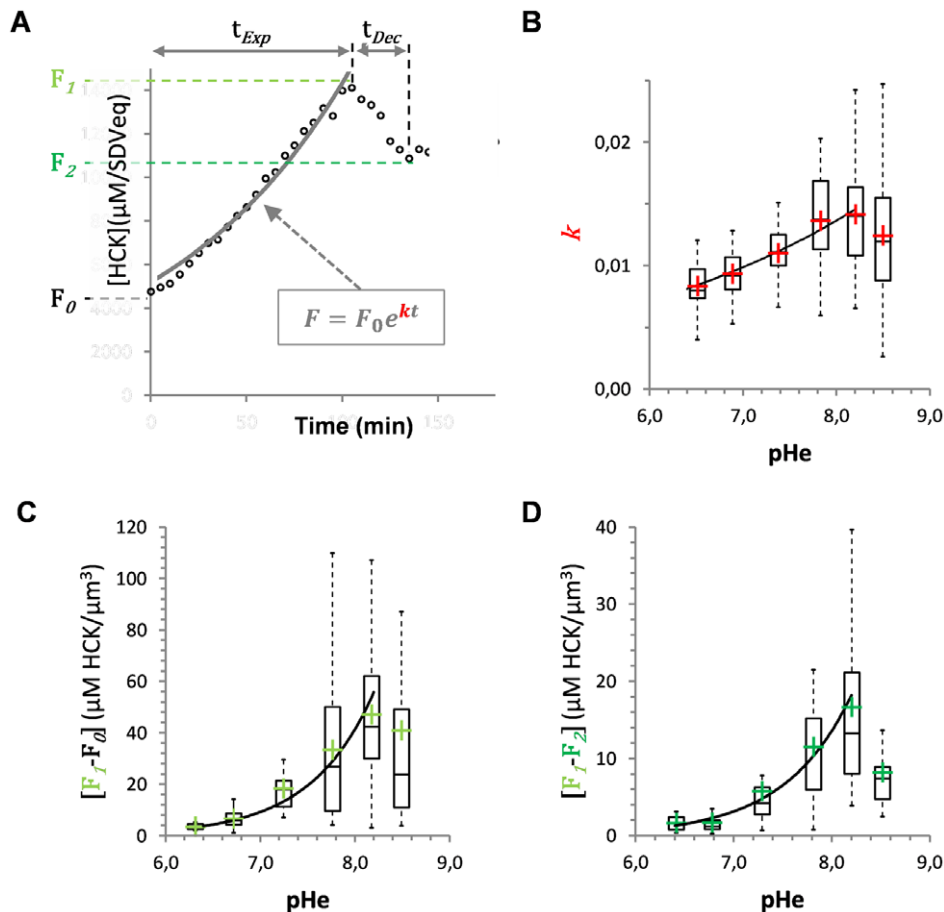 A
t_Exp t_Dec
F_1
F_2
F_0
[HCK](μM/SDVeq)
4000
2000
0
F = F_0e^{kt}
0 50 100 150
Time (min)
B
k
0,02
0,01
0,00
6,0 7,0 8,0 9,0
pHe
C
[F_1-F_0] (μM HCK/μm³)
120
100
80
60
40
20
0
6,0 7,0 8,0 9,0
pHe
D
[F_1-F_2] (μM HCK/μm³)
40
30
20
10
0
6,0 7,0 8,0 9,0
pHe